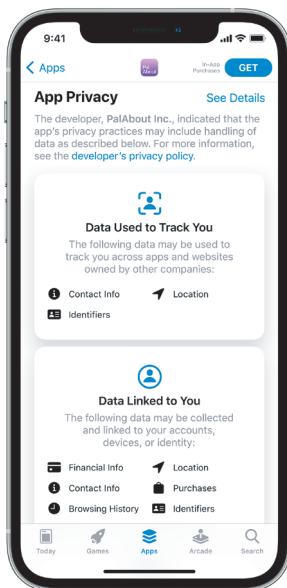 9:41
Apps
Pal
About
In-App
Purchases
GET
App Privacy
See Details
The developer, PalAbout Inc., indicated that the
app's privacy practices may include handling of
data as described below. For more information,
see the developer's privacy policy.
Data Used to Track You
The following data may be used to
track you across apps and websites
owned by other companies:
Contact Info
Location
Identifiers
Data Linked to You
The following data may be collected
and linked to your accounts,
devices, or identity:
Financial Info
Location
Contact Info
Purchases
Browsing History
Identifiers
Today
Games
Apps
Arcade
Search